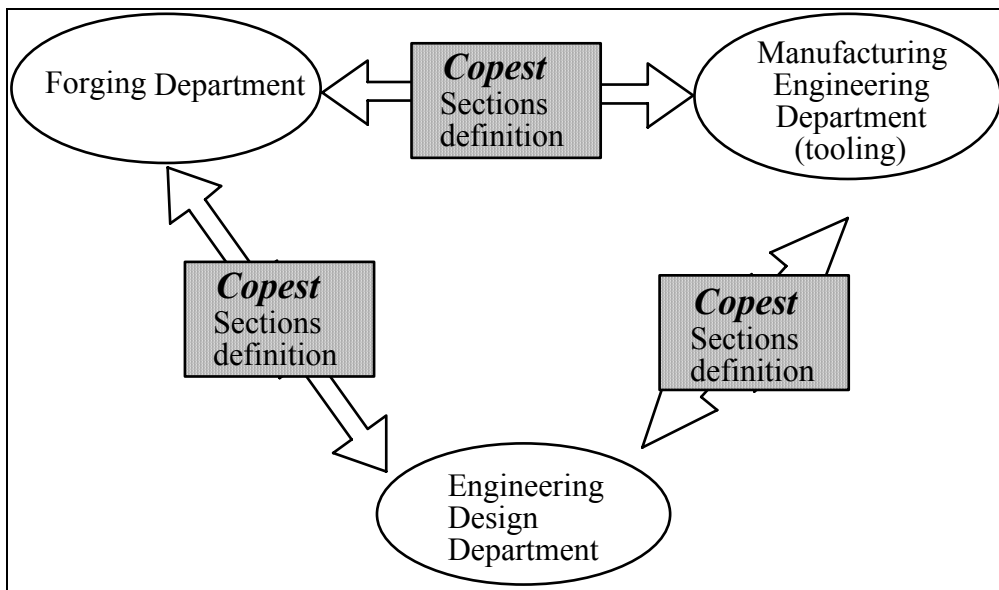 Forging Department
Copest
Sections
definition
Manufacturing
Engineering
Department
(tooling)
Copest
Sections
definition
Copest
Sections
definition
Engineering
Design
Department